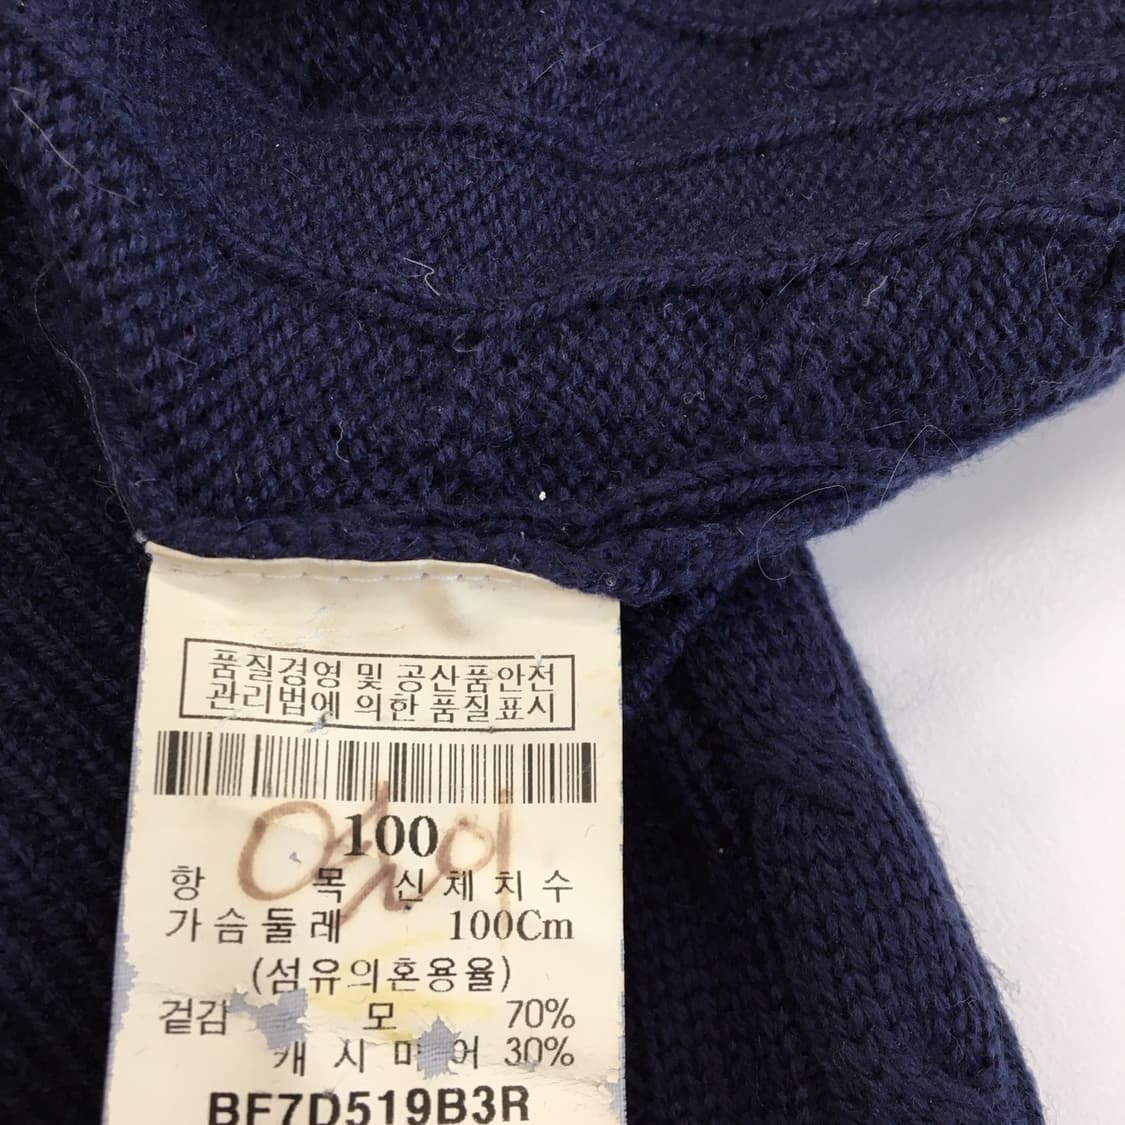 품질경영 및 공산품안전
관리법에 의한 품질표시
100
항 목 신체치수
가슴둘레 100Cm
(섬유의혼용율)
겉감 모 70%
캐시미어 30%
BF7D519B3R